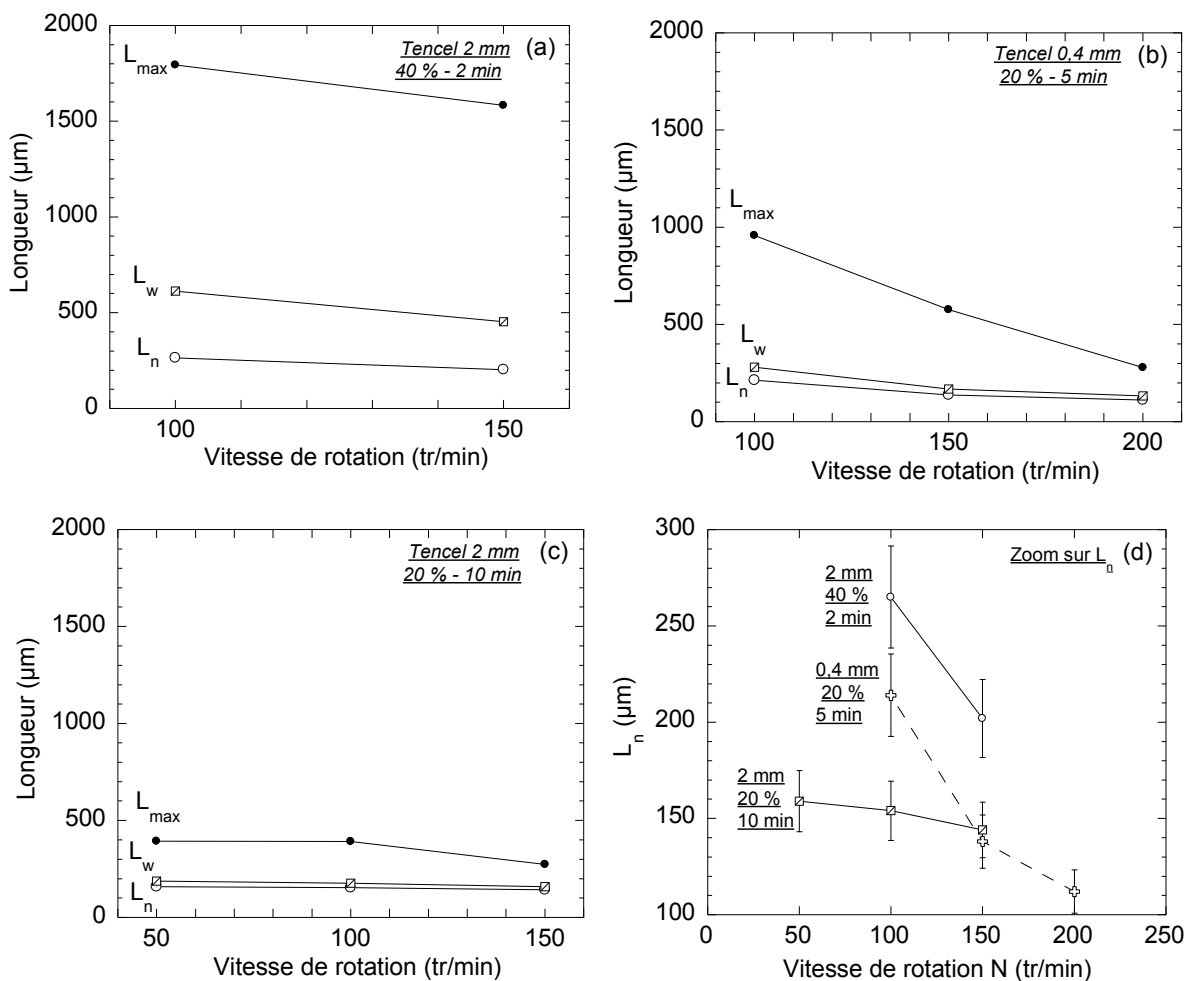 2000
1500
1000
500
0
Longueur (µm)
L max
L w
L n
Tencel 2 mm
40 % - 2 min
(a)
100
150
Vitesse de rotation (tr/min)
2000
1500
1000
500
0
Longueur (µm)
L max
L w
L n
Tencel 0,4 mm
20 % - 5 min
(b)
100
150
200
Vitesse de rotation (tr/min)
2000
1500
1000
500
0
Longueur (µm)
L max
L w
L n
Tencel 2 mm
20 % - 10 min
(c)
50
100
150
Vitesse de rotation (tr/min)
300
250
200
150
100
L n (µm)
Zoom sur L n
(d)
2 mm
40 %
2 min
0,4 mm
20 %
5 min
2 mm
20 %
10 min
0
50
100
150
200
250
Vitesse de rotation N (tr/min)